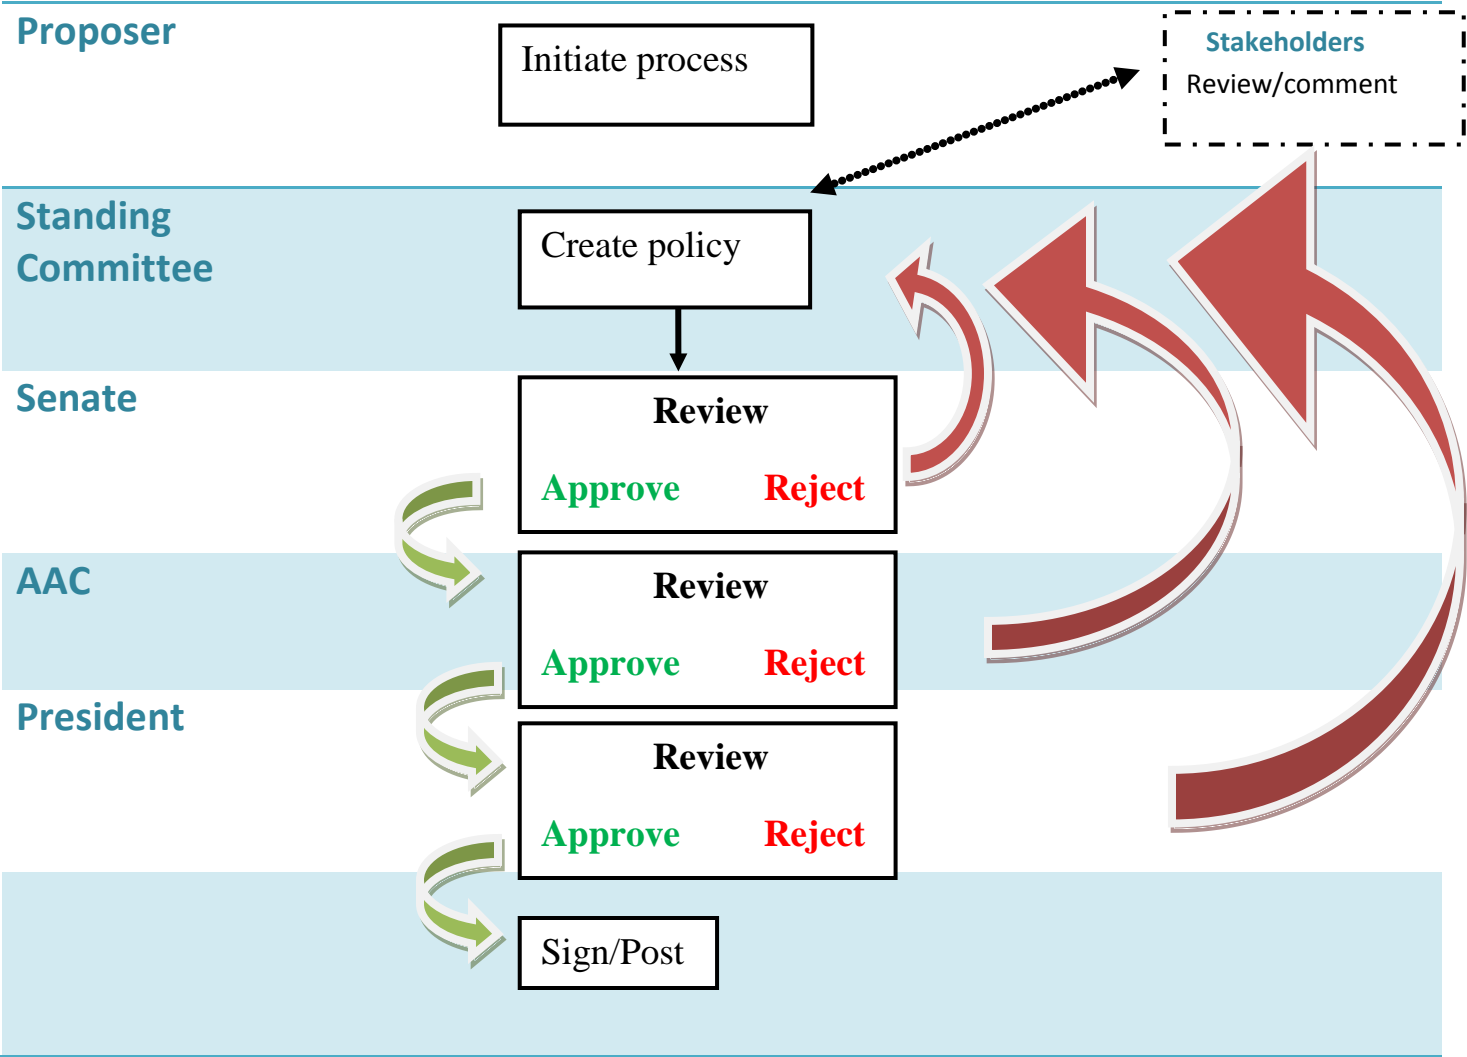 Proposer
Initiate process
Stakeholders
Review/comment
Standing
Committee
Create policy
Senate
Review
Approve Reject
AAC
Review
Approve Reject
President
Review
Approve Reject
Sign/Post